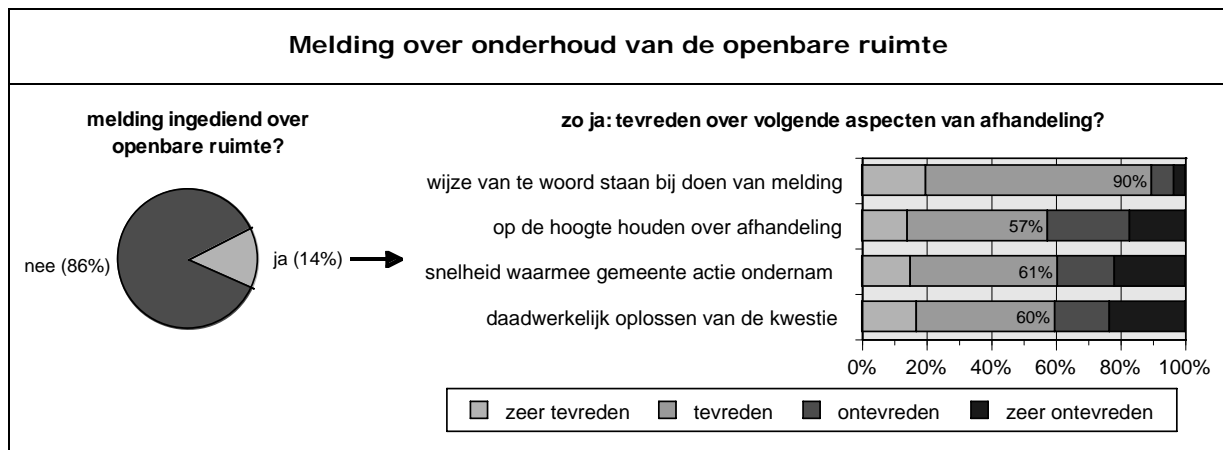 Melding over onderhoud van de openbare ruimte
melding ingediend over
openbare ruimte?
nee (86%)
ja (14%)
zo ja: tevreden over volgende aspecten van afhandeling?
wijze van te woord staan bij doen van melding
90%
op de hoogte houden over afhandeling
57%
snelheid waarmee gemeente actie ondernam
61%
daadwerkelijk oplossen van de kwestie
60%
0% 20% 40% 60% 80% 100%
zeer tevreden tevreden ontevreden zeer ontevreden